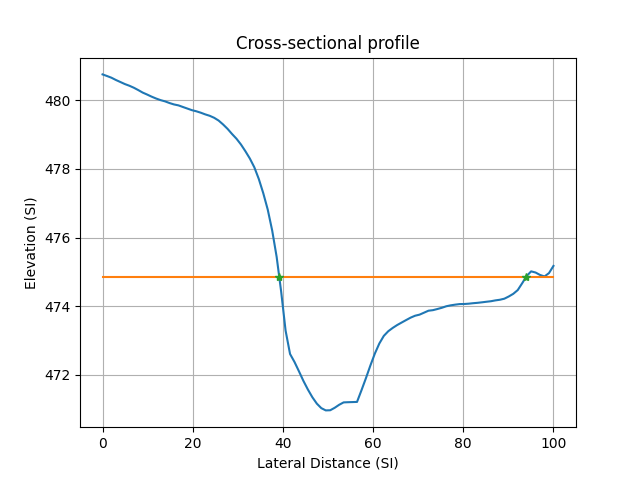 Cross-sectional profile
480
478
476
474
472
Elevation (SI)
0 20 40 60 80 100
Lateral Distance (SI)